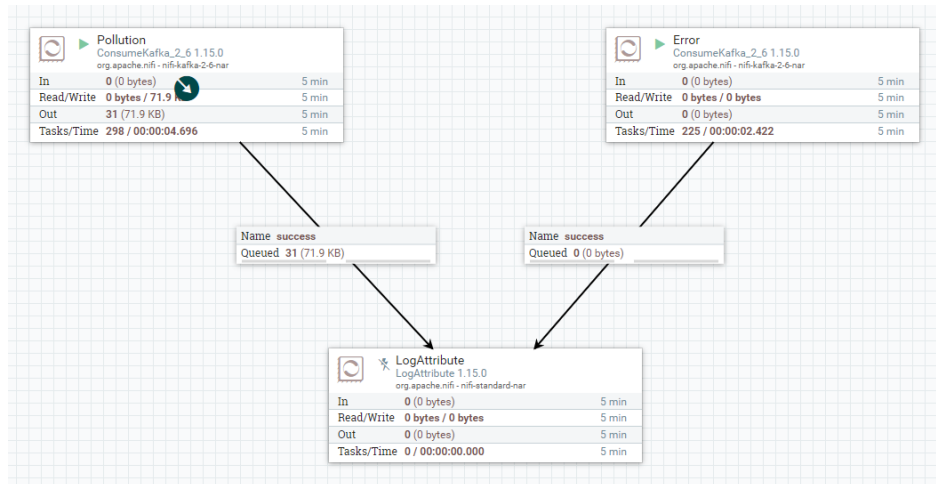 Pollution
ConsumeKafka_2_6 1.15.0
org.apache.nifi - nifi-kafka-2-6-nar
In 0 (0 bytes) 5 min
Read/Write 0 bytes / 71.9 5 min
Out 31 (71.9 KB) 5 min
Tasks/Time 298 / 00:00:04.696 5 min
Error
ConsumeKafka_2_6 1.15.0
org.apache.nifi - nifi-kafka-2-6-nar
In 0 (0 bytes) 5 min
Read/Write 0 bytes / 0 bytes 5 min
Out 0 (0 bytes) 5 min
Tasks/Time 225 / 00:00:02.422 5 min
Name success
Queued 31 (71.9 KB)
Name success
Queued 0 (0 bytes)
LogAttribute
LogAttribute 1.15.0
org.apache.nifi - nifi-standard-nar
In 0 (0 bytes) 5 min
Read/Write 0 bytes / 0 bytes 5 min
Out 0 (0 bytes) 5 min
Tasks/Time 0 / 00:00:00.000 5 min